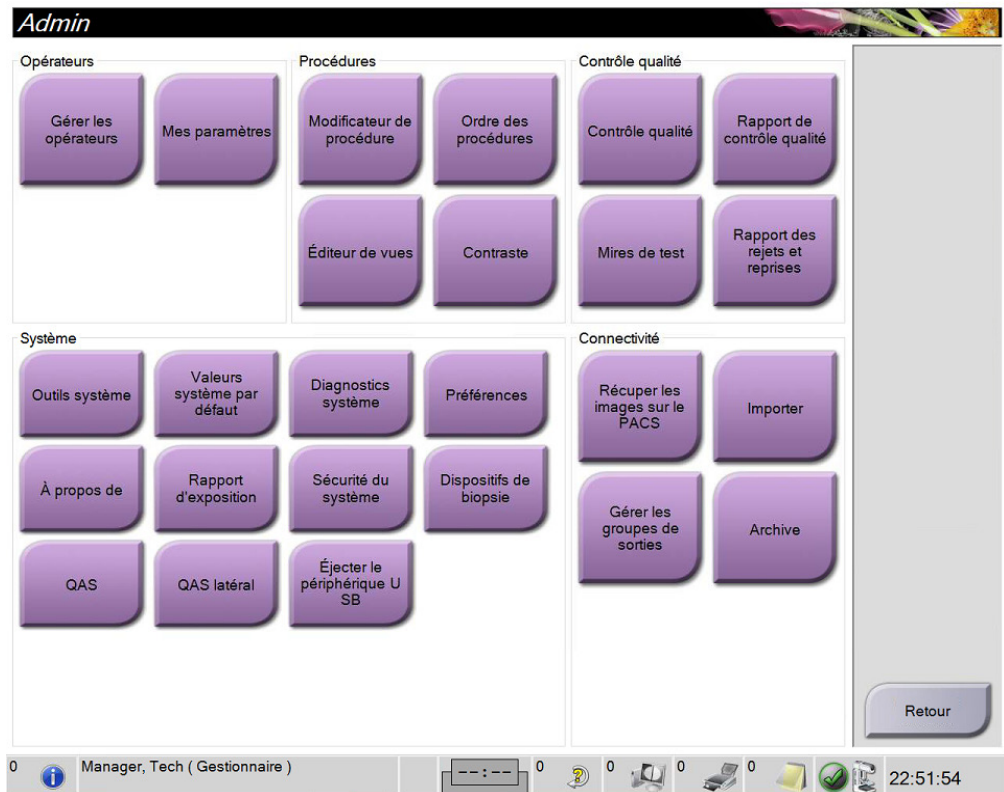 Admin
Opérateurs
Gérer les
opérateurs
Mes paramètres
Procédures
Modificateur de
procédure
Ordre des
procédures
Éditeur de vues
Contraste
Contrôle qualité
Contrôle qualité
Rapport de
contrôle qualité
Mires de test
Rapport des
rejets et
reprises
Système
Outils système
Valeurs
système par
défaut
Diagnostics
système
Préférences
À propos de
Rapport
d'exposition
Sécurité du
système
Dispositifs de
biopsie
QAS
QAS latéral
Éjecter le
périphérique U
SB
Connectivité
Récuper les
images sur le
PACS
Importer
Gérer les
groupes de
sorties
Archive
Retour
0 Manager, Tech ( Gestionnaire ) --:-- 0 0 0 0 22:51:54